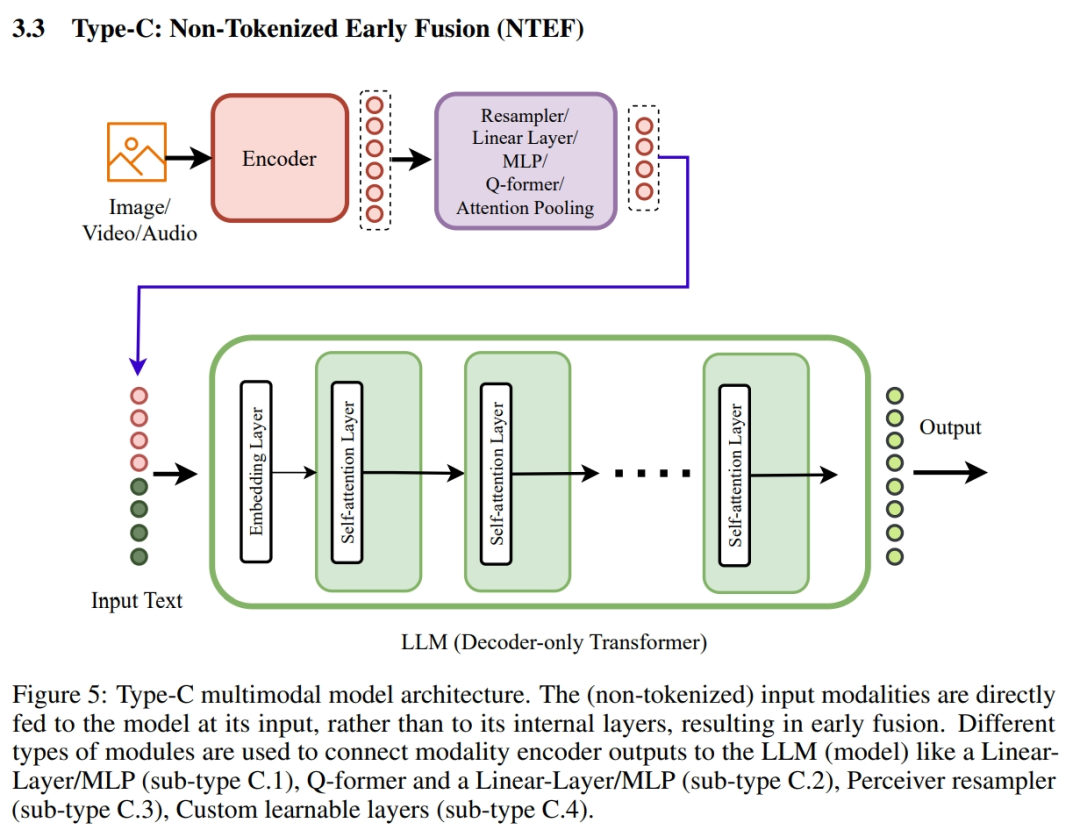 3.3 Type-C: Non-Tokenized Early Fusion (NTEF)
Image/
Video/Audio
Encoder
Resampler/
Linear Layer/
MLP/
Q-former/
Attention Pooling
Input Text
Embedding Layer
Self-attention Layer
Self-attention Layer
Self-attention Layer
Output
LLM (Decoder-only Transformer)
Figure 5: Type-C multimodal model architecture. The (non-tokenized) input modalities are directly
fed to the model at its input, rather than to its internal layers, resulting in early fusion. Different
types of modules are used to connect modality encoder outputs to the LLM (model) like a Linear-
Layer/MLP (sub-type C.1), Q-former and a Linear-Layer/MLP (sub-type C.2), Perceiver resampler
(sub-type C.3), Custom learnable layers (sub-type C.4).